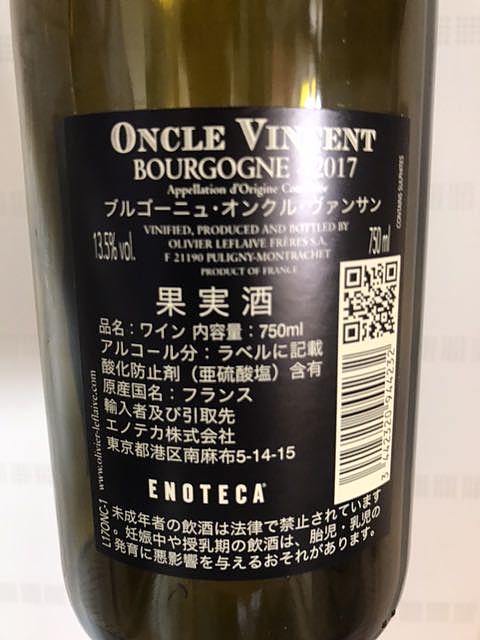 ONCLE VINCENT
BOURGOGNE 2017
Appellation d'Origine
ブルゴーニュ・オンクル・ヴァンサン
VINIFIED, PRODUCED AND BOTTLED BY
OLIVIER LEFLAIVE FRÈRES S.A.
F 21190 PULIGNY-MONTRACHET
PRODUCT OF FRANCE
13.5% vol.
750 ml
CONTAINS SULPHITES
果実酒
品名：ワイン 内容量：750ml
アルコール分：ラベルに記載
酸化防止剤（亜硫酸塩）含有
原産国名：フランス
輸入者及び引取先
エノテカ株式会社
東京都港区南麻布5-14-15
ENOTECA
www.olivier-leflaive.com
L17ONC-1
3 442320 944232
未成年者の飲酒は法律で禁止されています
。妊娠中や授乳期の飲酒は、胎児・乳児の
発育に悪影響を与えるおそれがあります。